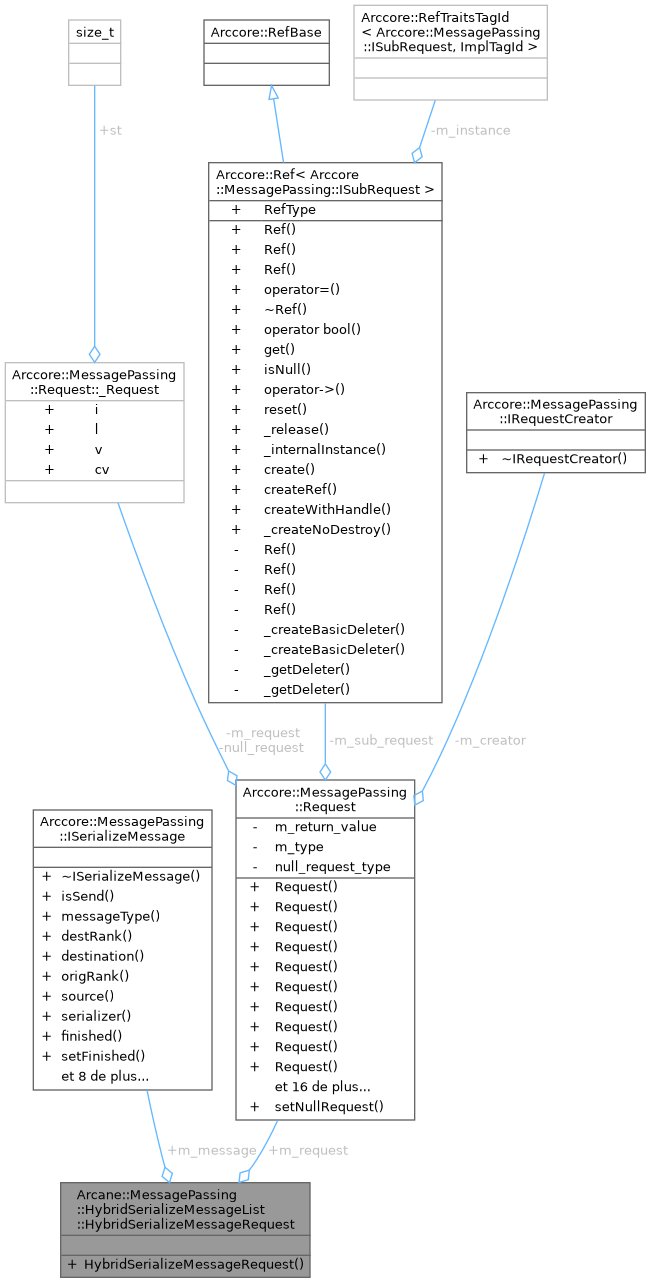 size_t
Arccore::RefBase
Arccore::RefTraitsTagId
< Arccore::MessagePassing
::ISubRequest, ImplTagId >
+st
-m_instance
Arccore::Ref< Arccore
::MessagePassing::ISubRequest >
+ RefType
+ Ref()
+ Ref()
+ Ref()
+ operator=()
+ ~Ref()
+ operator bool()
+ get()
+ isNull()
+ operator->()
+ reset()
+ _release()
+ _internalInstance()
+ create()
+ createRef()
+ createWithHandle()
+ _createNoDestroy()
- Ref()
- Ref()
- Ref()
- Ref()
- _createBasicDeleter()
- _createBasicDeleter()
- _getDeleter()
- _getDeleter()
Arccore::MessagePassing
::Request::_Request
+ i
+ l
+ v
+ cv
Arccore::MessagePassing
::IRequestCreator
+ ~IRequestCreator()
-m_request
-null_request
-m_sub_request
-m_creator
Arccore::MessagePassing
::ISerializeMessage
+ ~ISerializeMessage()
+ isSend()
+ messageType()
+ destRank()
+ destination()
+ origRank()
+ source()
+ serializer()
+ finished()
+ setFinished()
et 8 de plus...
Arccore::MessagePassing
::Request
- m_return_value
- m_type
- null_request_type
+ Request()
+ Request()
+ Request()
+ Request()
+ Request()
+ Request()
+ Request()
+ Request()
+ Request()
+ Request()
et 16 de plus...
+ setNullRequest()
+m_message
+m_request
Arcane::MessagePassing
::HybridSerializeMessageList
::HybridSerializeMessageRequest
+ HybridSerializeMessageRequest()